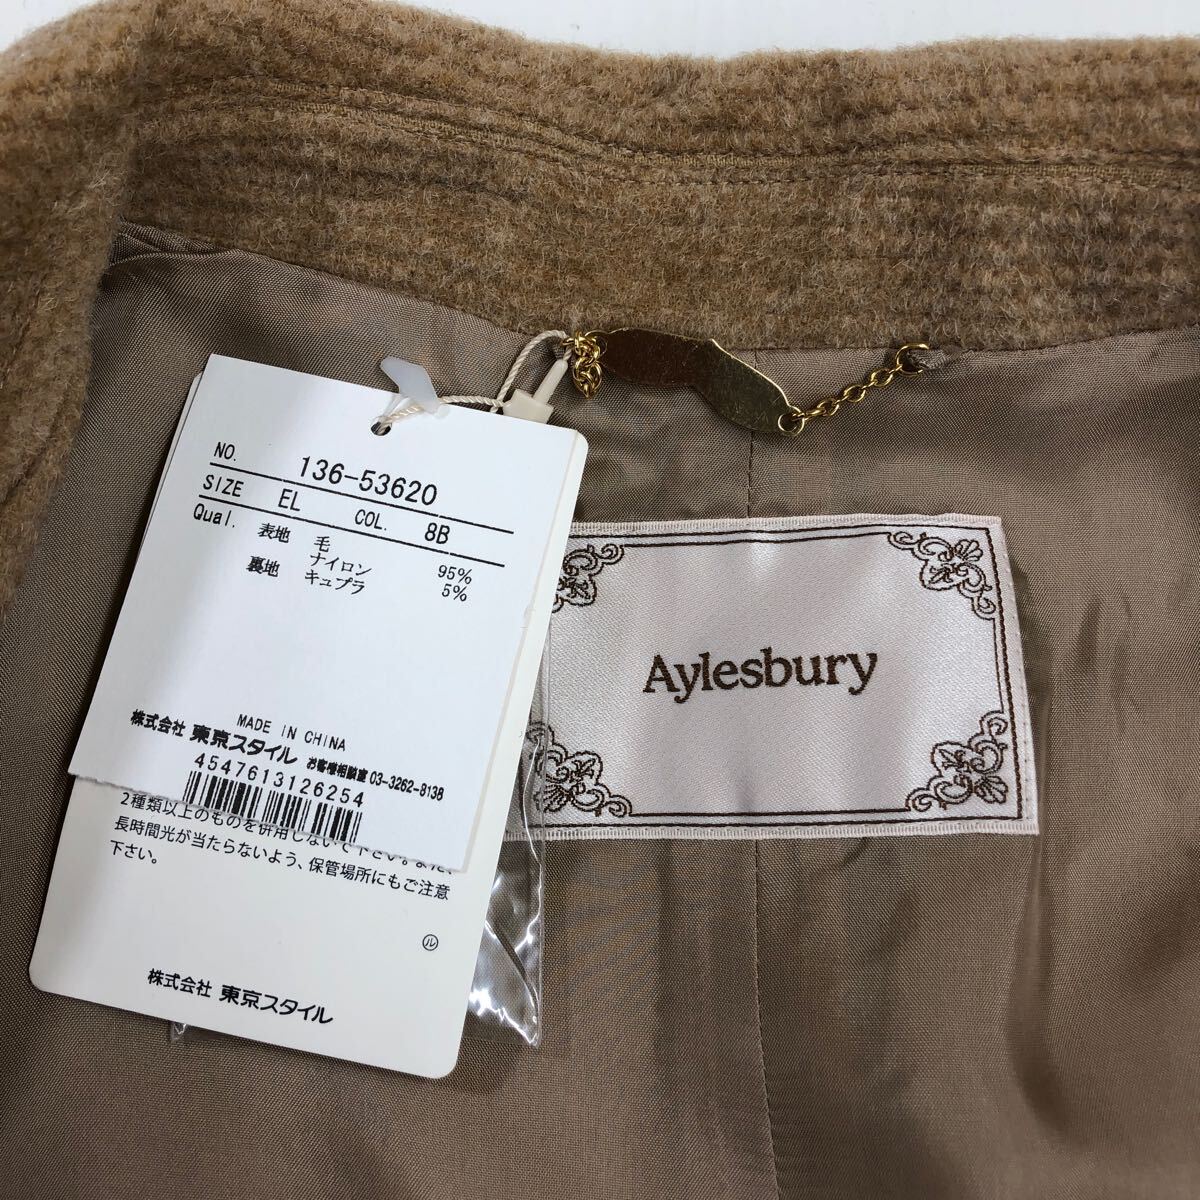 NO. 136-53620
SIZE EL COL. 8B
Qual. 表地 毛 95%
ナイロン 5%
裏地 キュプラ
MADE IN CHINA
株式会社 東京スタイル お客様相談室 03-3262-8138
4547613126254
2種類以上のものを併用しないで下さい。また、
長時間光が当たらないよう、保管場所にもご注意
下さい。
ル
株式会社 東京スタイル
Aylesbury